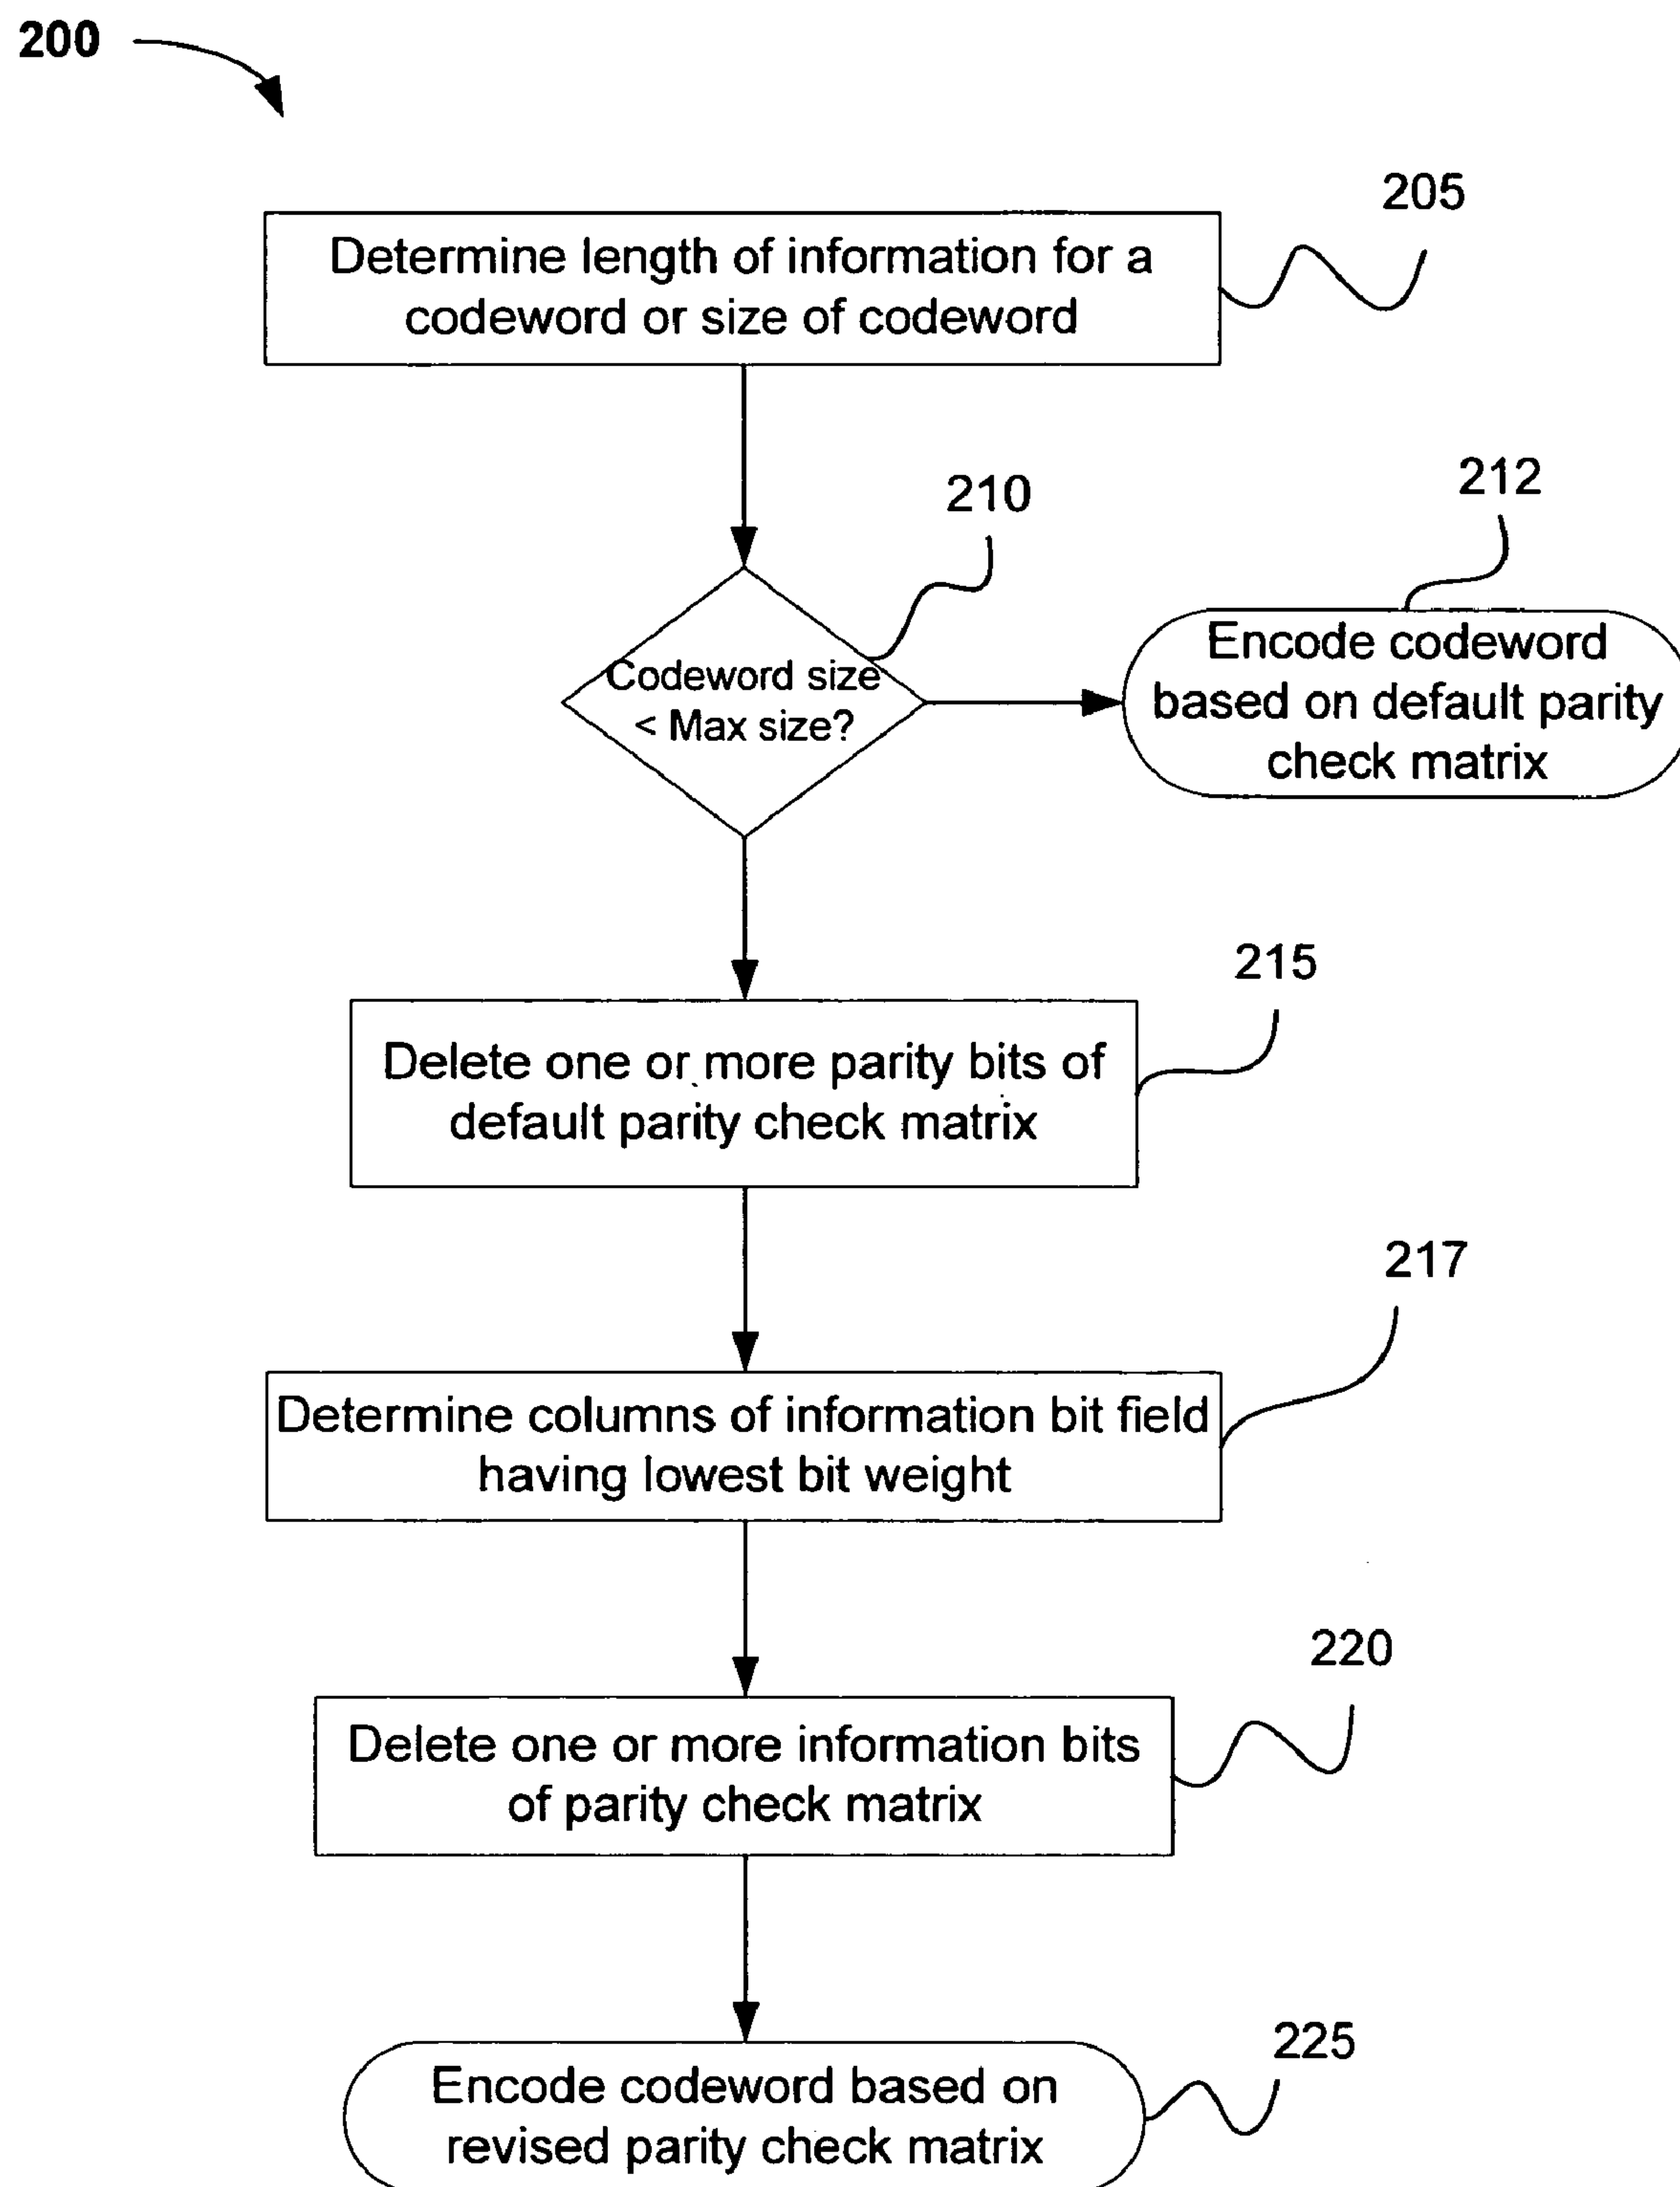 200
205
Determine length of information for a
codeword or size of codeword
210
212
Codeword size
< Max size?
Encode codeword
based on default parity
check matrix
215
Delete one or more parity bits of
default parity check matrix
217
Determine columns of information bit field
having lowest bit weight
220
Delete one or more information bits
of parity check matrix
225
Encode codeword based on
revised parity check matrix